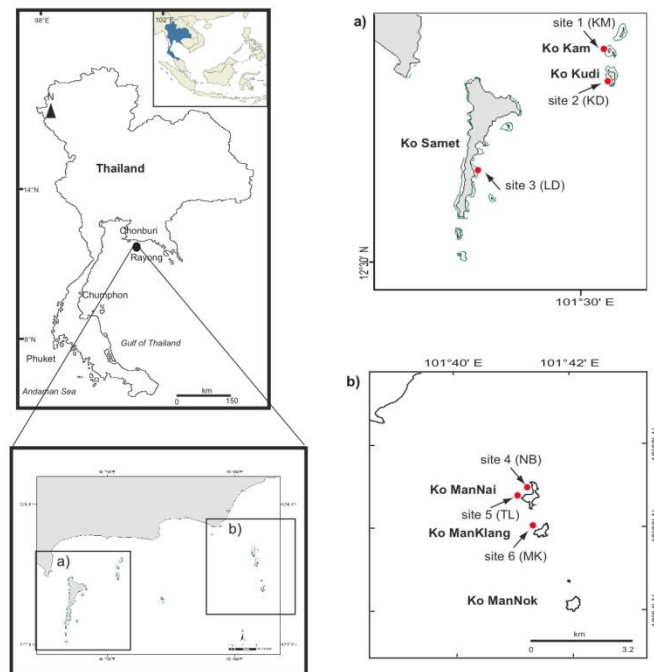 98°E
102°E
N
Thailand
14°N
Chonburi
Rayong
Chumphon
8°N
Gulf of Thailand
Phuket
Andaman Sea
km
0 150
a)
b)
a)
site 1 (KM)
Ko Kam
Ko Kudi
site 2 (KD)
Ko Samet
site 3 (LD)
12°30' N
101°30' E
101°40' E
101°42' E
b)
site 4 (NB)
Ko ManNai
site 5 (TL)
Ko ManKlang
site 6 (MK)
Ko ManNok
km
0 3.2